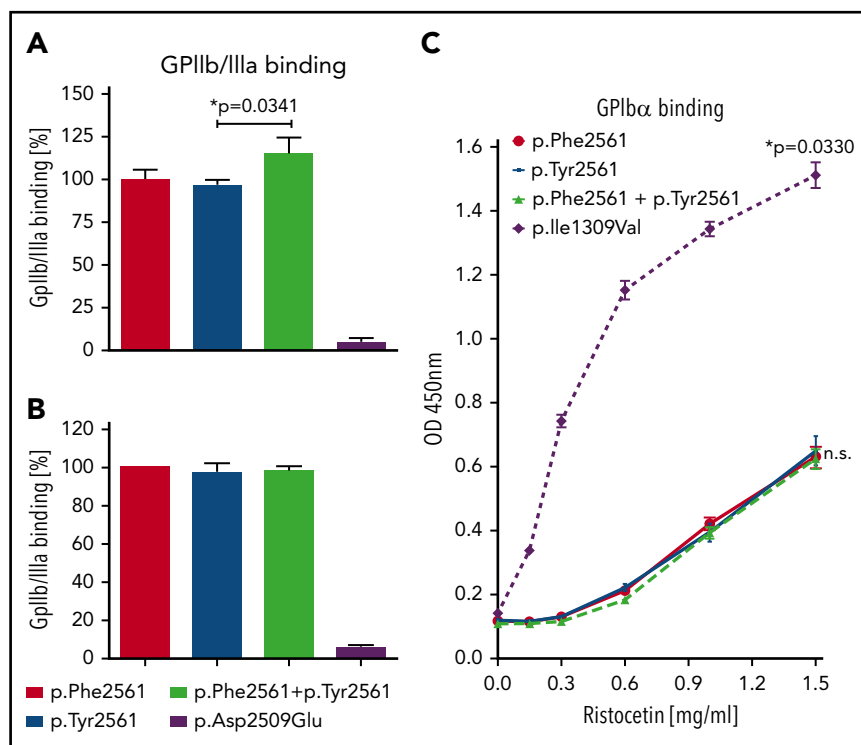 A
GPIIb/IIIa binding
GpIIb/IIIa binding [%]
150
125
100
75
50
25
0
*p=0.0341
B
GpIIb/IIIa binding [%]
120
100
80
60
40
20
0
p.Phe2561
p.Phe2561+p.Tyr2561
p.Tyr2561
p.Asp2509Glu
C
GPIbα binding
p.Phe2561
p.Tyr2561
p.Phe2561 + p.Tyr2561
p.Ile1309Val
*p=0.0330
n.s.
OD 450nm
1.6
1.4
1.2
1.0
0.8
0.6
0.4
0.2
0.0
0.0 0.3 0.6 0.9 1.2 1.5
Ristocetin [mg/ml]